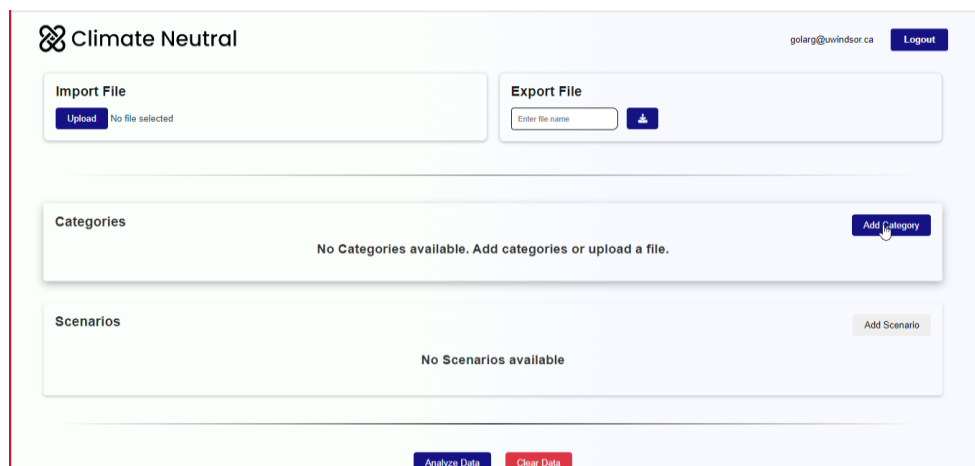 Climate Neutral
golarg@uwindsor.ca
Logout
Import File
Upload No file selected
Export File
Enter file name
Categories
Add Category
No Categories available. Add categories or upload a file.
Scenarios
Add Scenario
No Scenarios available
Analyze Data
Clear Data